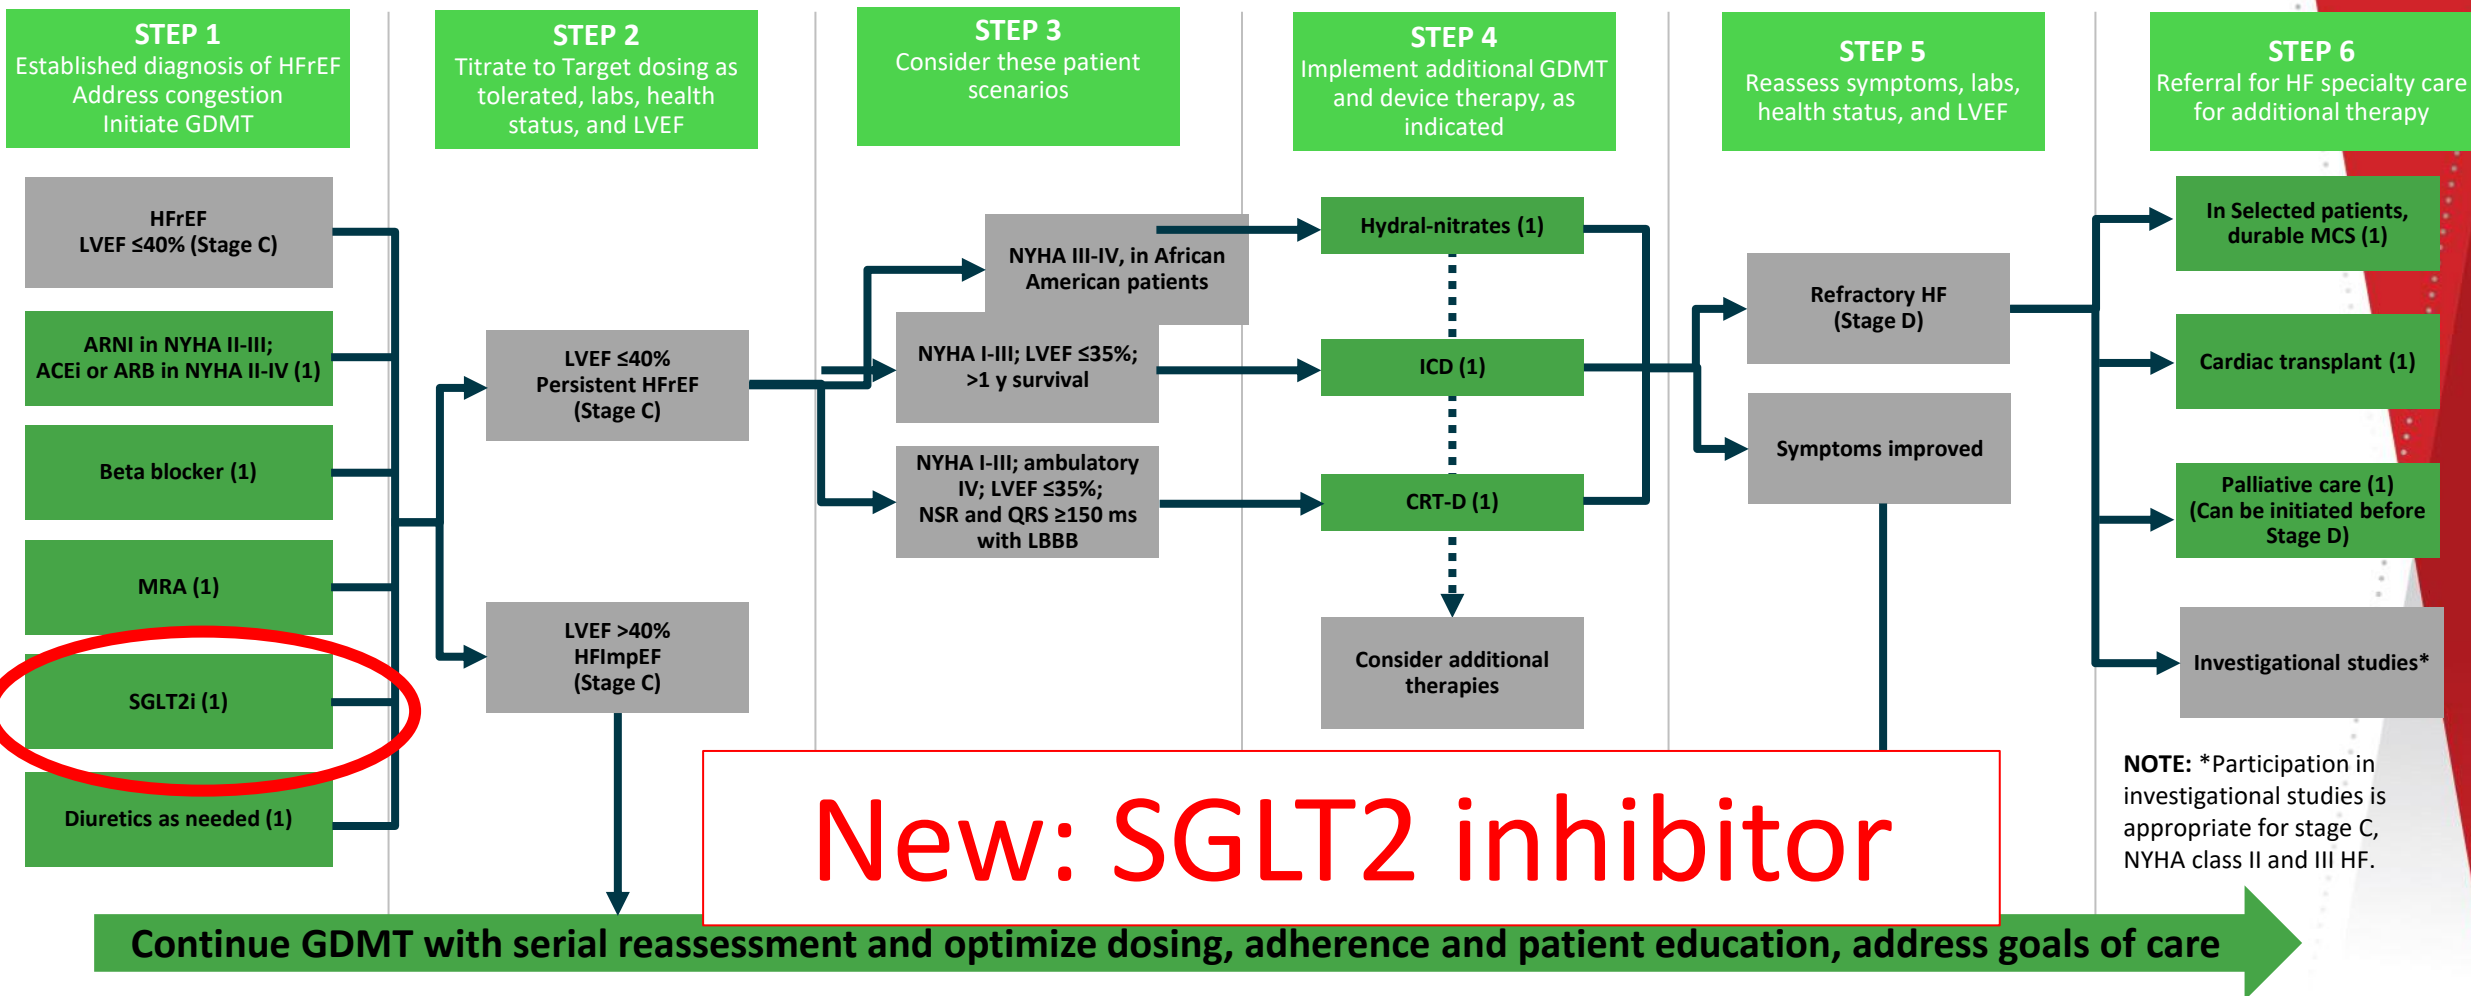 STEP 1
Established diagnosis of HFrEF
Address congestion
Initiate GDMT
STEP 2
Titrate to Target dosing as
tolerated, labs, health
status, and LVEF
STEP 3
Consider these patient
scenarios
STEP 4
Implement additional GDMT
and device therapy, as
indicated
STEP 5
Reassess symptoms, labs,
health status, and LVEF
STEP 6
Referral for HF specialty care
for additional therapy
HFrEF
LVEF ≤40% (Stage C)
ARNI in NYHA II-III;
ACEi or ARB in NYHA II-IV (1)
Beta blocker (1)
MRA (1)
SGLT2i (1)
Diuretics as needed (1)
LVEF ≤40%
Persistent HFrEF
(Stage C)
LVEF >40%
HFImpEF
(Stage C)
NYHA III-IV, in African
American patients
NYHA I-III; LVEF ≤35%;
>1 y survival
NYHA I-III; ambulatory
IV; LVEF ≤35%;
NSR and QRS ≥150 ms
with LBBB
Hydral-nitrates (1)
ICD (1)
CRT-D (1)
Consider additional
therapies
Refractory HF
(Stage D)
Symptoms improved
In Selected patients,
durable MCS (1)
Cardiac transplant (1)
Palliative care (1)
(Can be initiated before
Stage D)
Investigational studies*
NOTE: *Participation in
investigational studies is
appropriate for stage C,
NYHA class II and III HF.
New: SGLT2 inhibitor
Continue GDMT with serial reassessment and optimize dosing, adherence and patient education, address goals of care